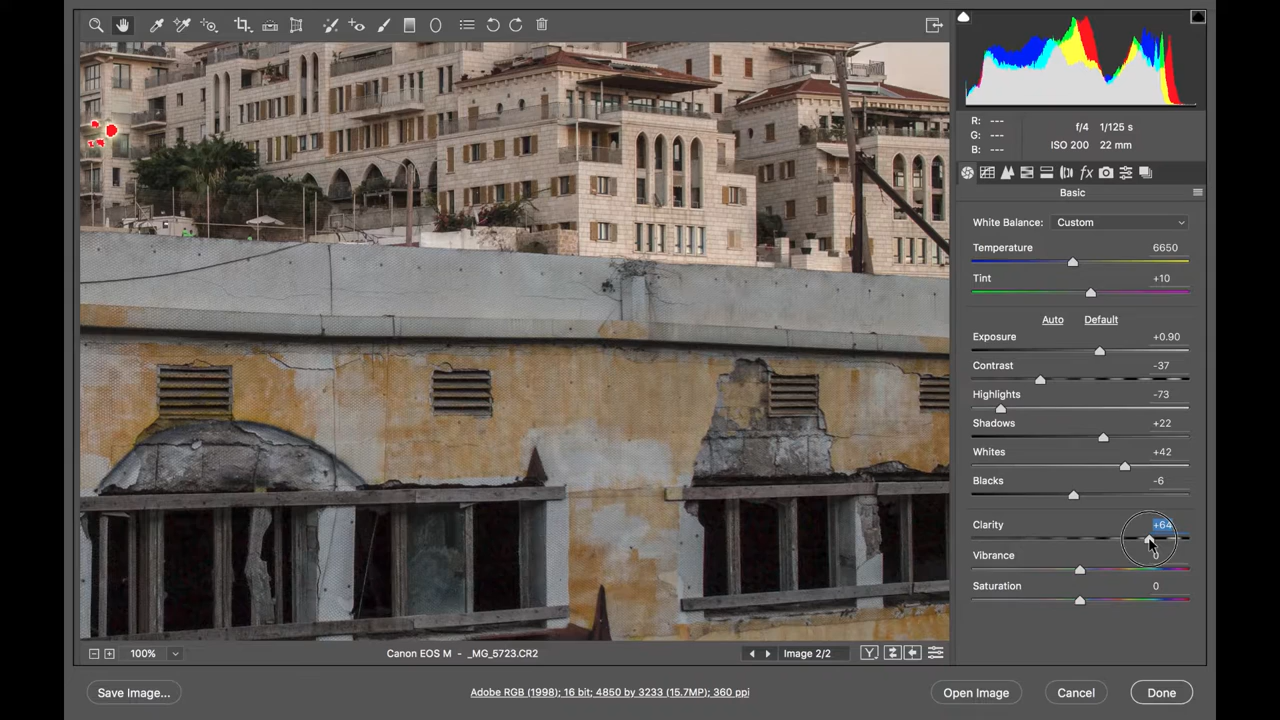 R: ---
G: ---
B: ---
f/4 1/125 s
ISO 200 22 mm
fx
Basic
White Balance: Custom
Temperature 6650
Tint +10
Auto Default
Exposure +0.90
Contrast -37
Highlights -73
Shadows +22
Whites +42
Blacks -6
Clarity +64
Vibrance 0
Saturation 0
100% Canon EOS M - _MG_5723.CR2 Image 2/2 Y
Save Image... Adobe RGB (1998); 16 bit; 4850 by 3233 (15.7MP); 360 ppi Open Image Cancel Done